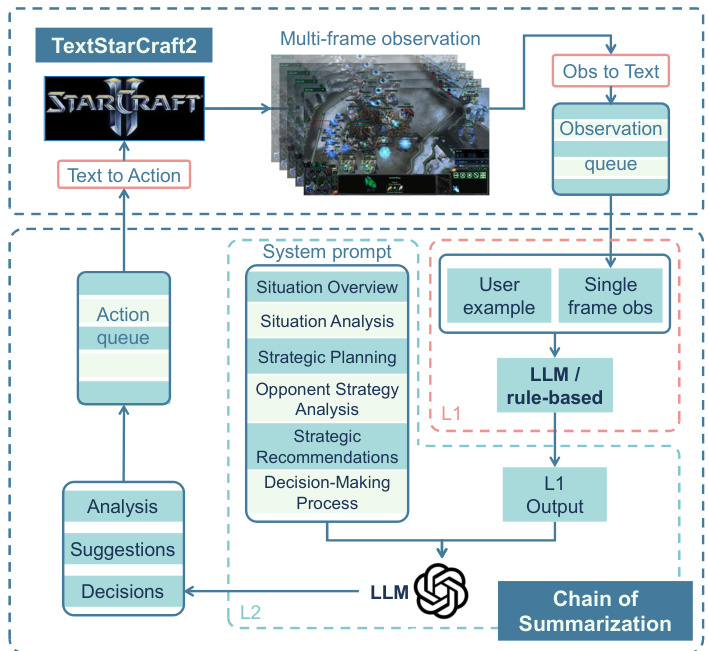 TextStarCraft2
Multi-frame observation
STARCRAFT
II
Obs to Text
Observation
queue
Text to Action
Action
queue
System prompt
Situation Overview
Situation Analysis
Strategic Planning
Opponent Strategy
Analysis
Strategic
Recommendations
Decision-Making
Process
User
example
Single
frame obs
LLM /
rule-based
L1
L1
Output
Analysis
Suggestions
Decisions
LLM
L2
Chain of
Summarization